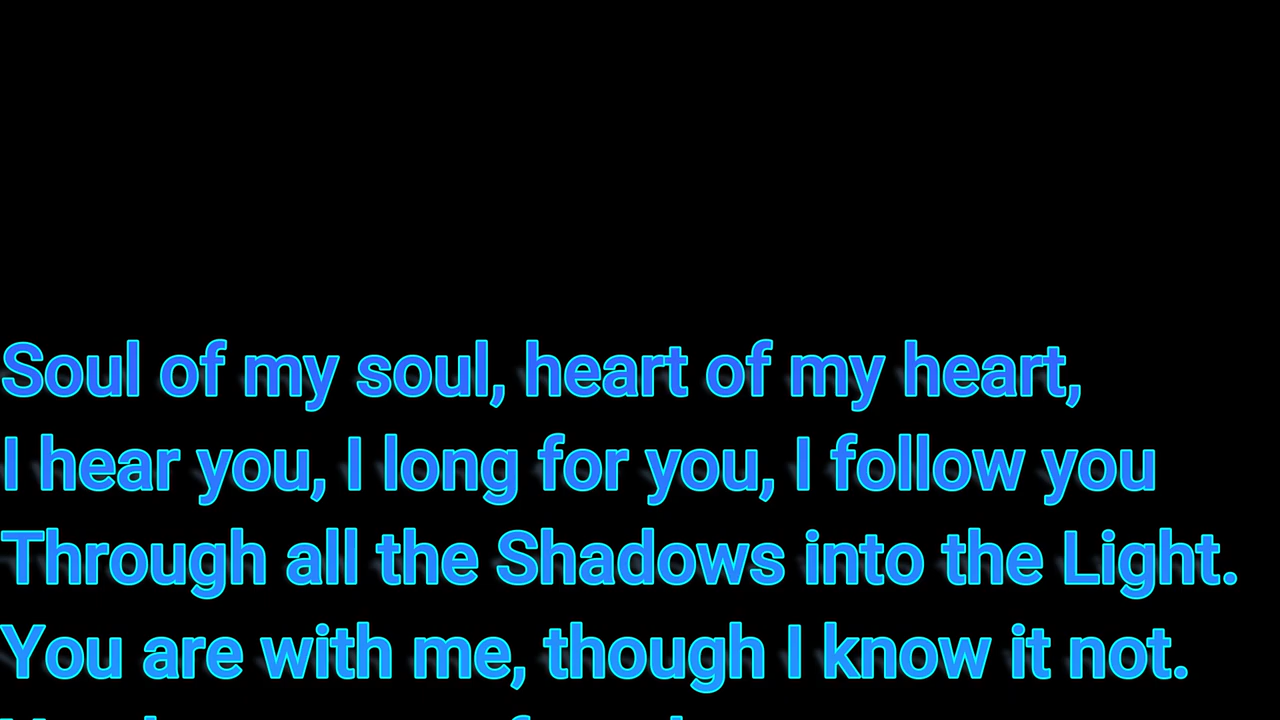 Soul of my soul, heart of my heart,
I hear you, I long for you, I follow you
Through all the Shadows into the Light.
You are with me, though I know it not.